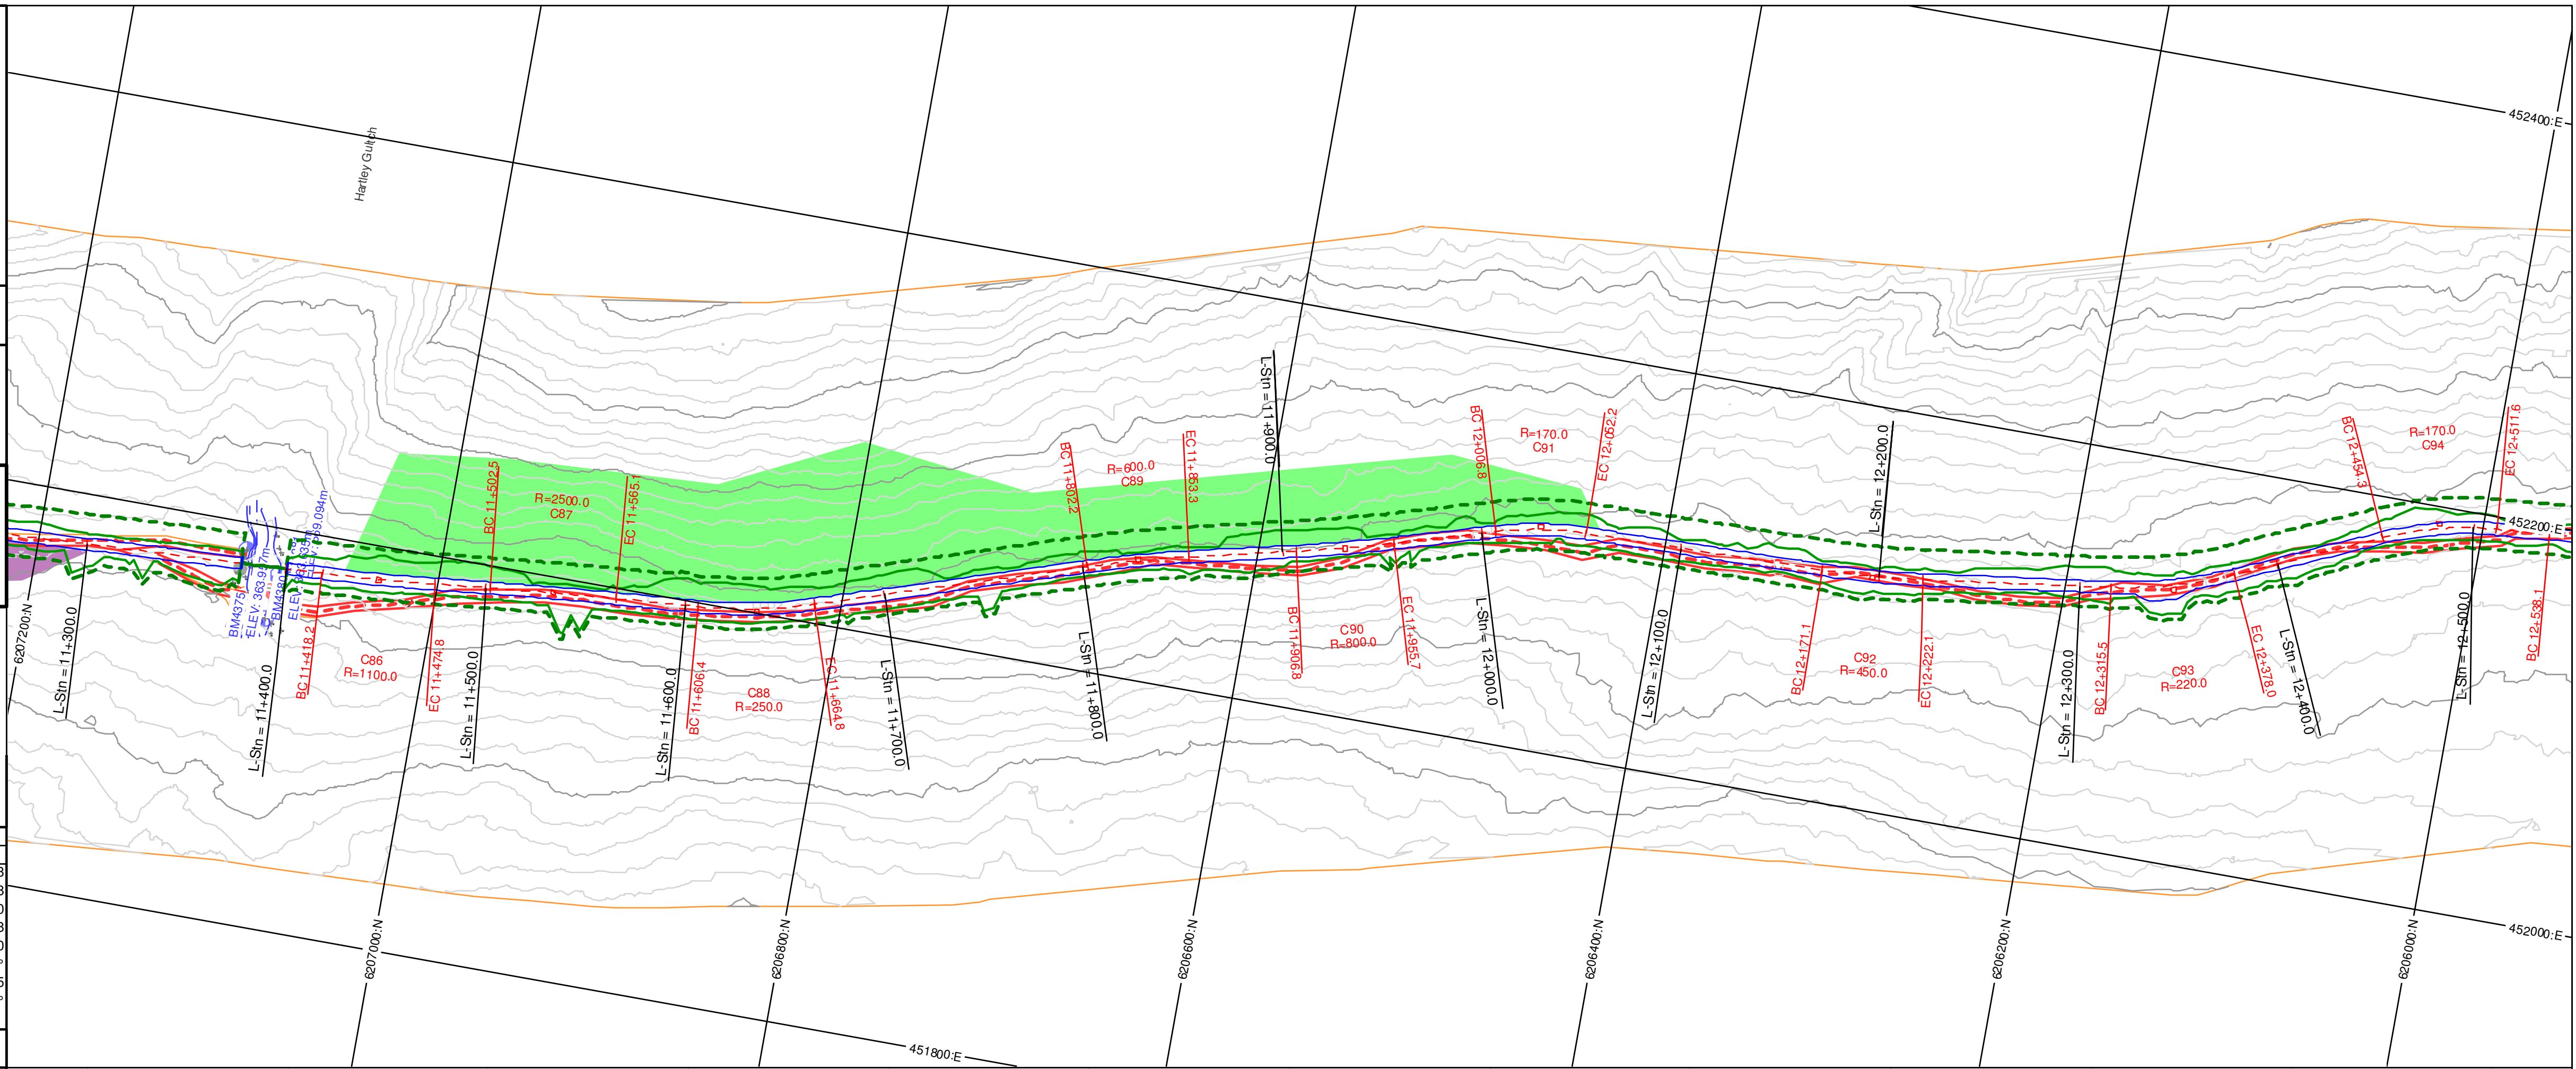 Hartley Gultch
452400:E
452200:E
452000:E
451800:E
6207200:N
6207000:N
6206800:N
6206600:N
6206400:N
6206200:N
6206000:N
L-Stn = 11+300.0
L-Stn = 11+400.0
L-Stn = 11+500.0
L-Stn = 11+600.0
L-Stn = 11+700.0
L-Stn = 11+800.0
L-Stn = 11+900.0
L-Stn = 12+000.0
L-Stn = 12+100.0
L-Stn = 12+200.0
L-Stn = 12+300.0
L-Stn = 12+400.0
L-Stn = 12+500.0
BM4375
BC 11+418.2
C86
R=1100.0
EC 11+474.8
BC 11+502.5
R=2500.0
C87
EC 11+565.1
BC 11+606.4
C88
R=250.0
EC 11+664.8
BC 11+802.2
R=600.0
C89
EC 11+853.3
BC 11+906.8
C90
R=800.0
EC 11+955.7
BC 12+006.8
R=170.0
C91
EC 12+052.2
BC 12+171.1
C92
R=450.0
EC 12+222.1
BC 12+315.5
C93
R=220.0
EC 12+378.0
BC 12+454.3
R=170.0
C94
EC 12+511.6
BC 12+538.1